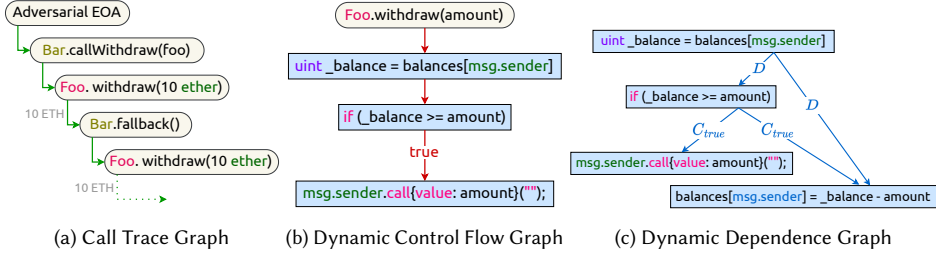 Adversarial EOA
Bar.callWithdraw(foo)
Foo. withdraw(10 ether)
10 ETH
Bar.fallback()
Foo. withdraw(10 ether)
10 ETH
(a) Call Trace Graph
Foo.withdraw(amount)
uint _balance = balances[msg.sender]
if (_balance >= amount)
true
msg.sender.call{value: amount}("");
(b) Dynamic Control Flow Graph
uint _balance = balances[msg.sender]
D
if (_balance >= amount)
D
C_true
C_true
msg.sender.call{value: amount}("");
balances[msg.sender] = _balance - amount
(c) Dynamic Dependence Graph